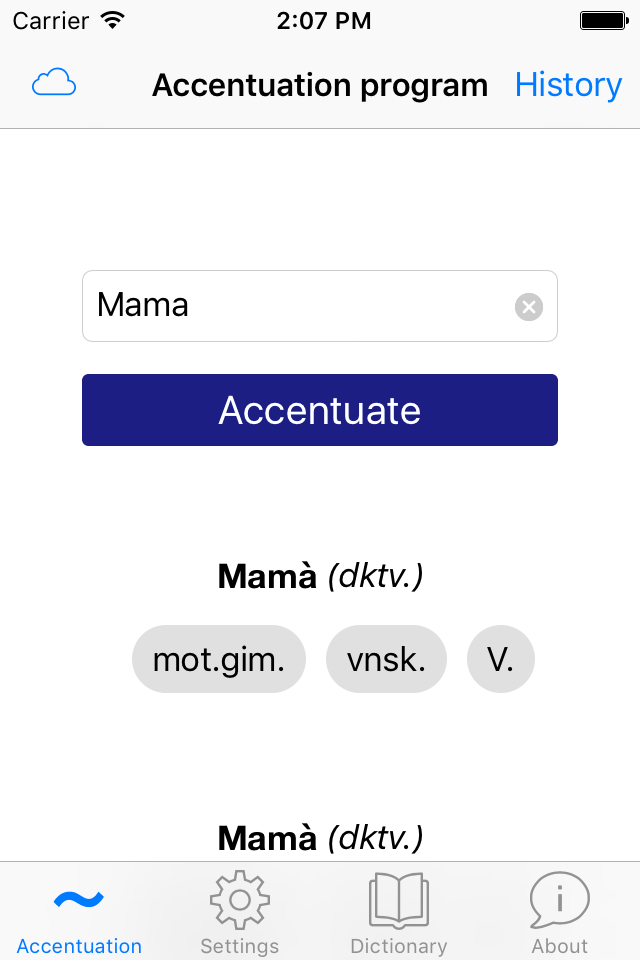 Carrier 2:07 PM
Accentuation program History
Mama
Accentuate
Mamà (dktv.)
mot.gim. vnsk. V.
Mamà (dktv.)
Accentuation Settings Dictionary About